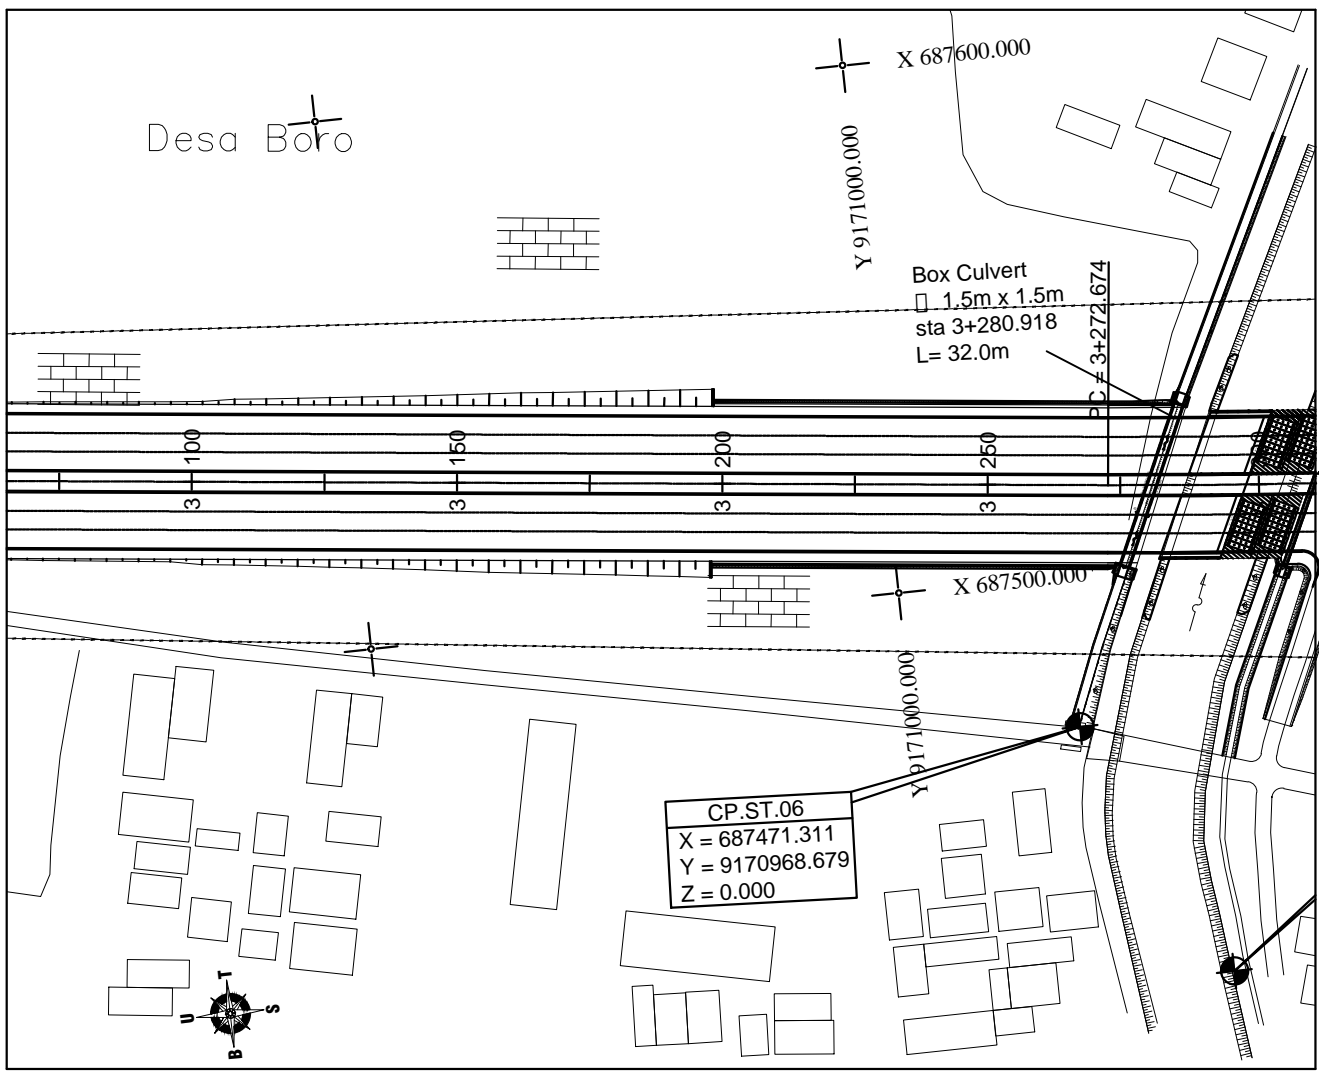 X 687600.000
Desa Boro
Y 9171000.000
Box Culvert
▯ 1.5m x 1.5m
sta 3+280.918
L= 32.0m
PC = 3+272.674
100
150
200
250
3
3
3
3
X 687500.000
Y 9171000.000
CP.ST.06
X = 687471.311
Y = 9170968.679
Z = 0.000
T
U
S
B